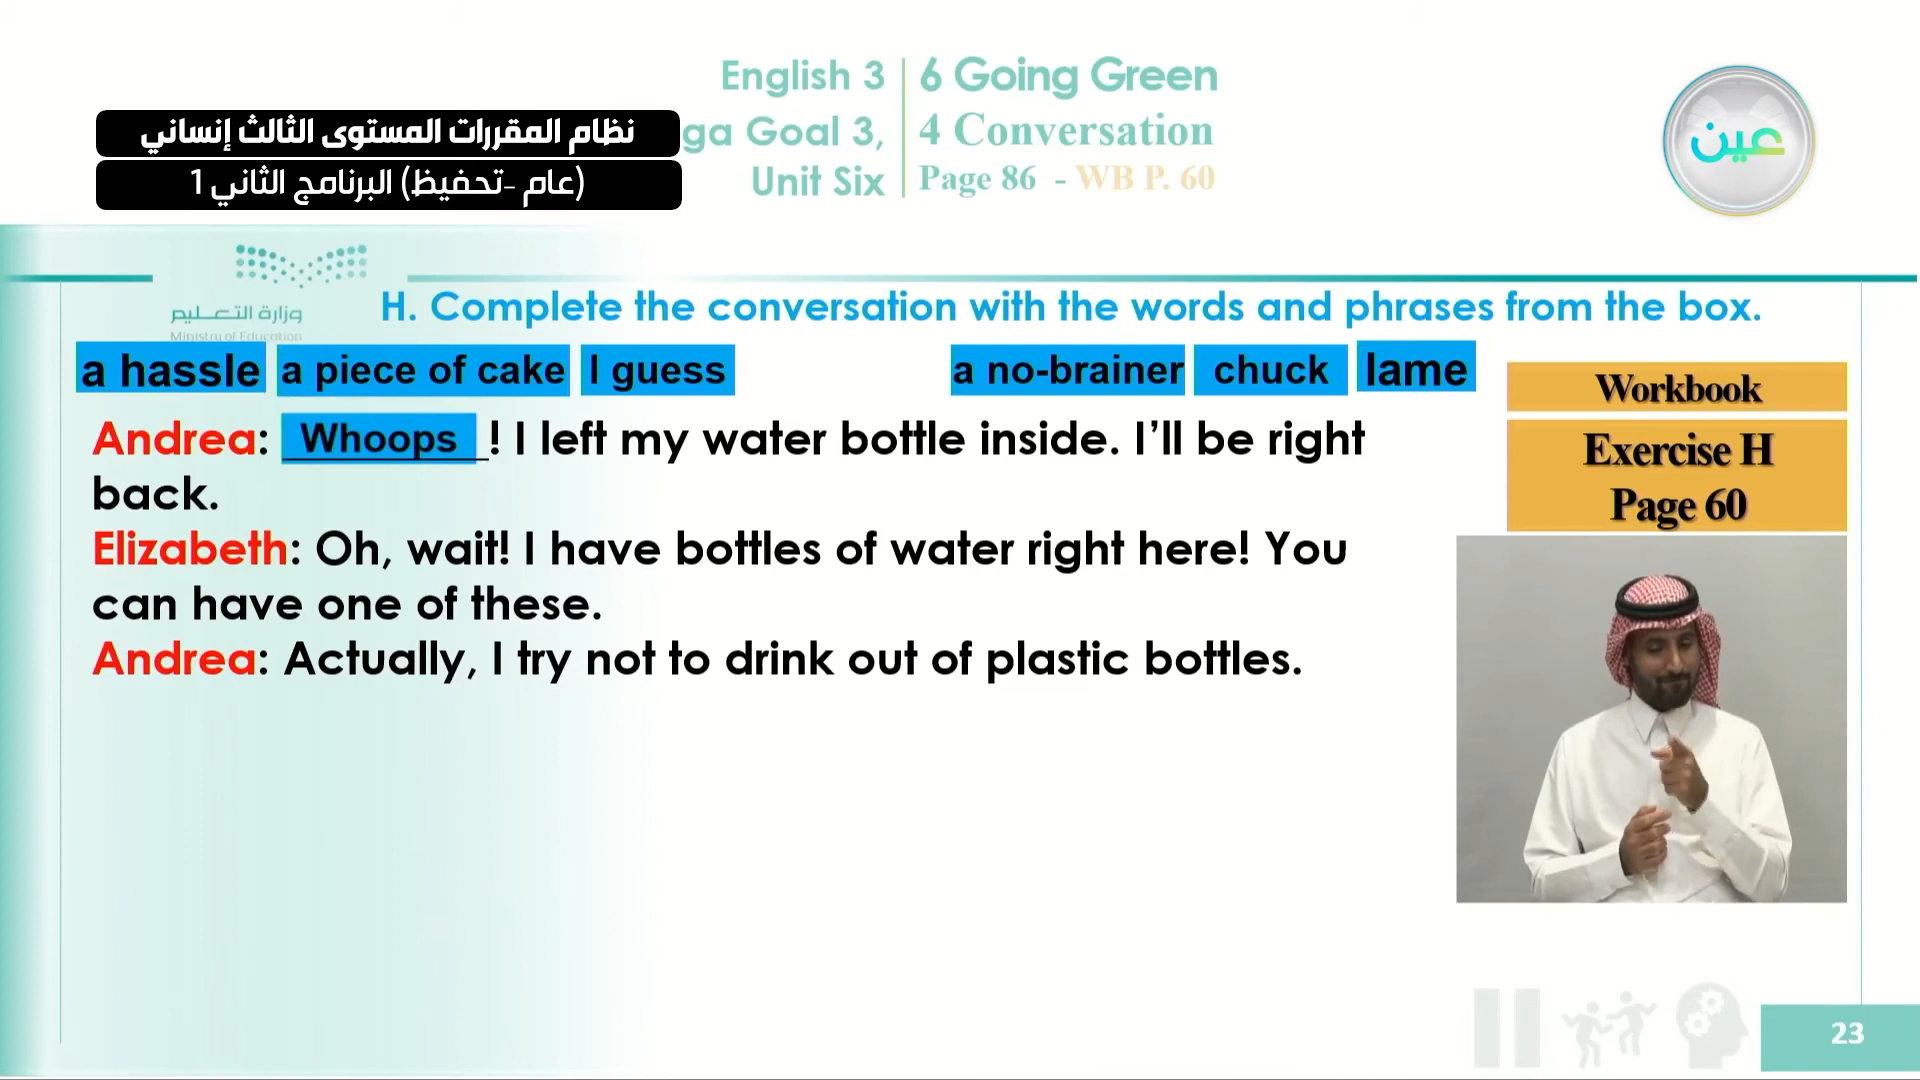 English 3
6 Going Green
نظام المقررات المستوى الثالث إنساني
ga Goal 3,
4 Conversation
(عام -تحفيظ) البرنامج الثاني 1
Unit Six
Page 86 - WB P. 60
عين
وزارة التعليم
Ministry of Education
H. Complete the conversation with the words and phrases from the box.
a hassle a piece of cake I guess a no-brainer chuck lame
Workbook
Exercise H
Page 60
Andrea: Whoops! I left my water bottle inside. I’ll be right
back.
Elizabeth: Oh, wait! I have bottles of water right here! You
can have one of these.
Andrea: Actually, I try not to drink out of plastic bottles.
23